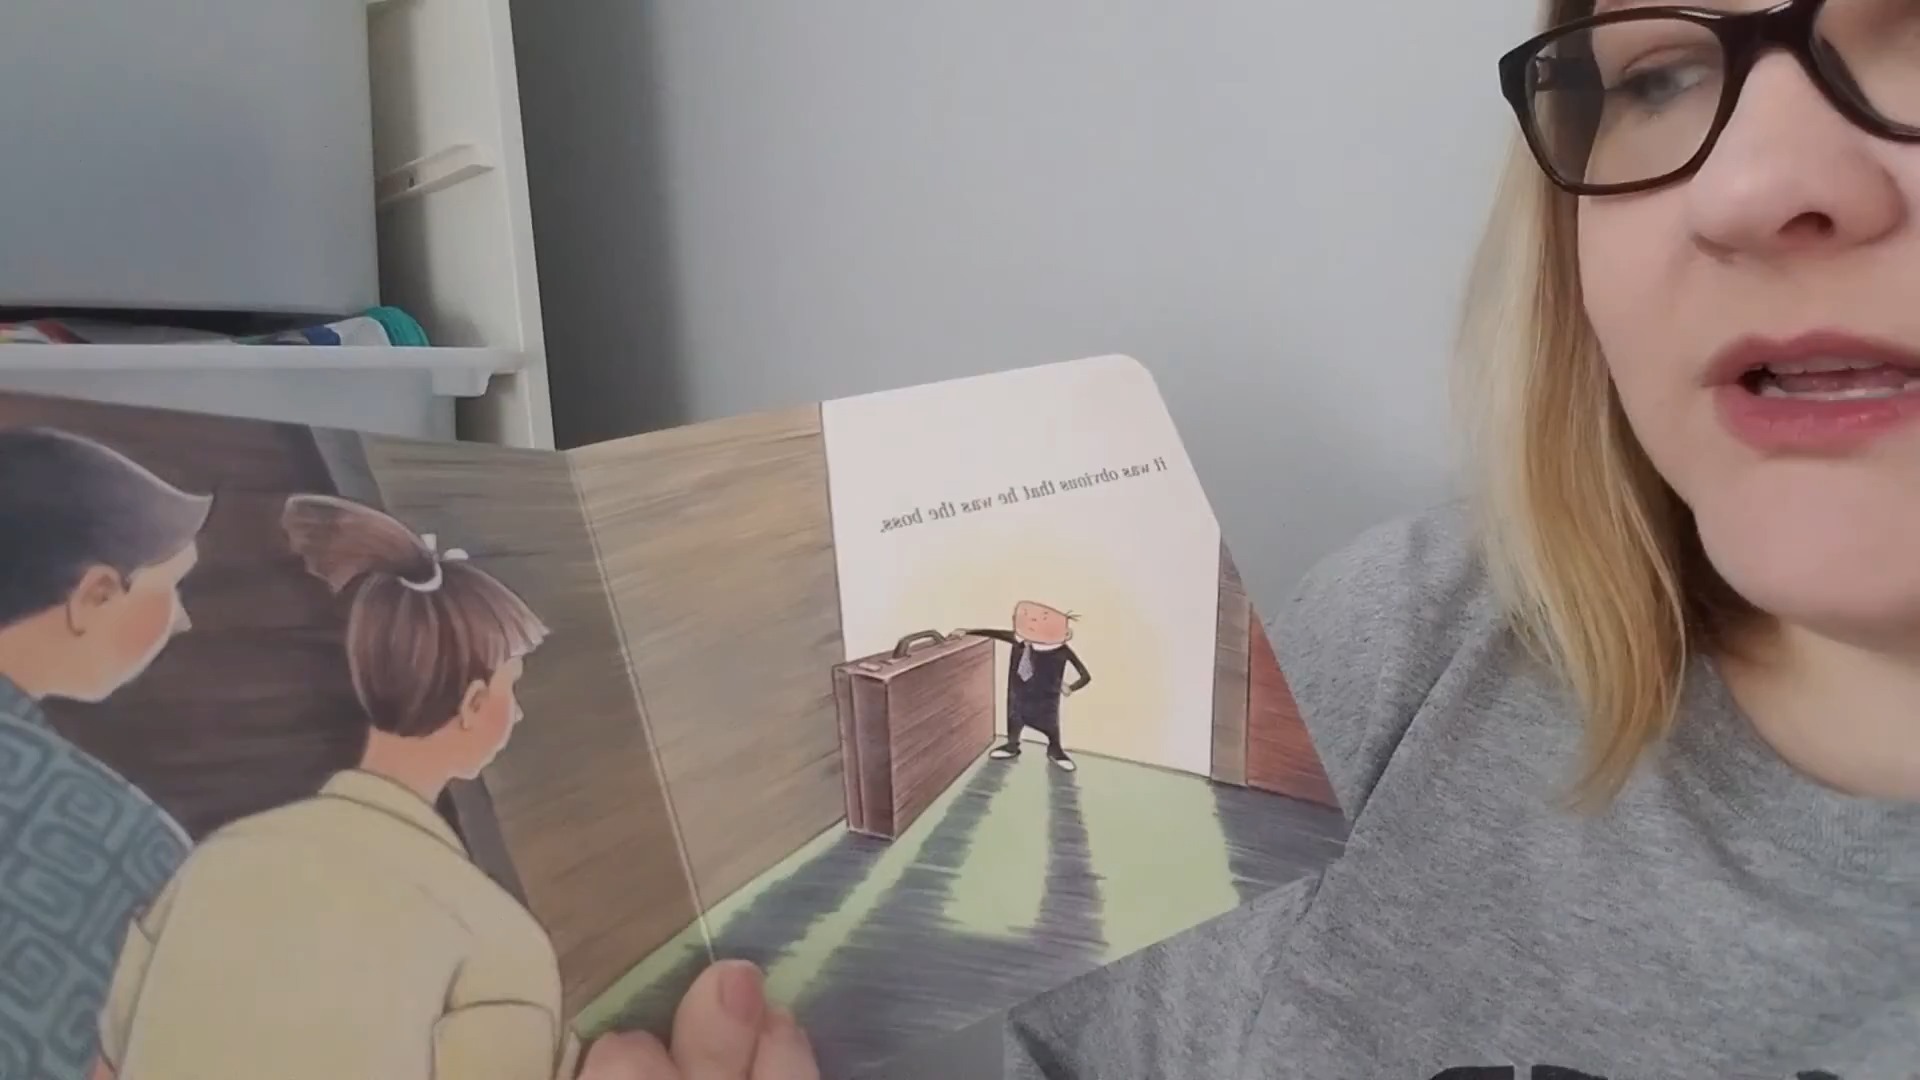 it was obvious that he was the boss.